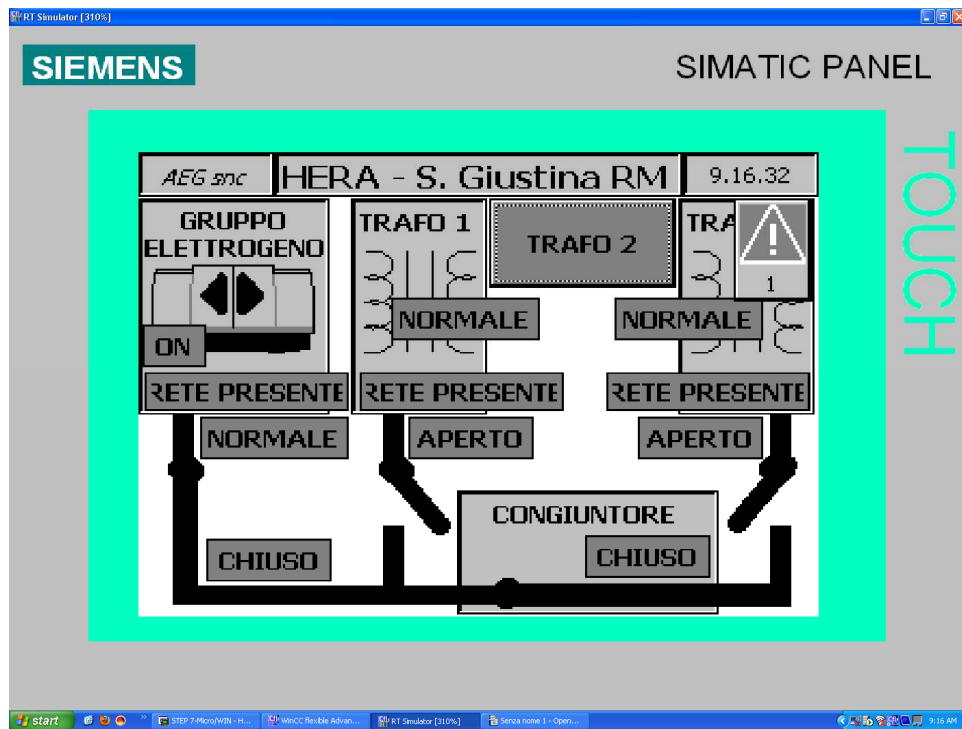 RT Simulator [310%]
SIEMENS
SIMATIC PANEL
TOUCH
AEG snc
HERA - S. Giustina RM
9.16.32
GRUPPO
ELETTROGENO
TRAFO 1
TRAFO 2
TRA
1
NORMALE
NORMALE
ON
RETE PRESENTE
RETE PRESENTE
RETE PRESENTE
NORMALE
APERTO
APERTO
CONGIUNTORE
CHIUSO
CHIUSO
start
STEP 7-Micro/WIN - H...
WinCC flexible Advan...
RT Simulator [310%]
Senza nome 1 - Open...
9:16 AM